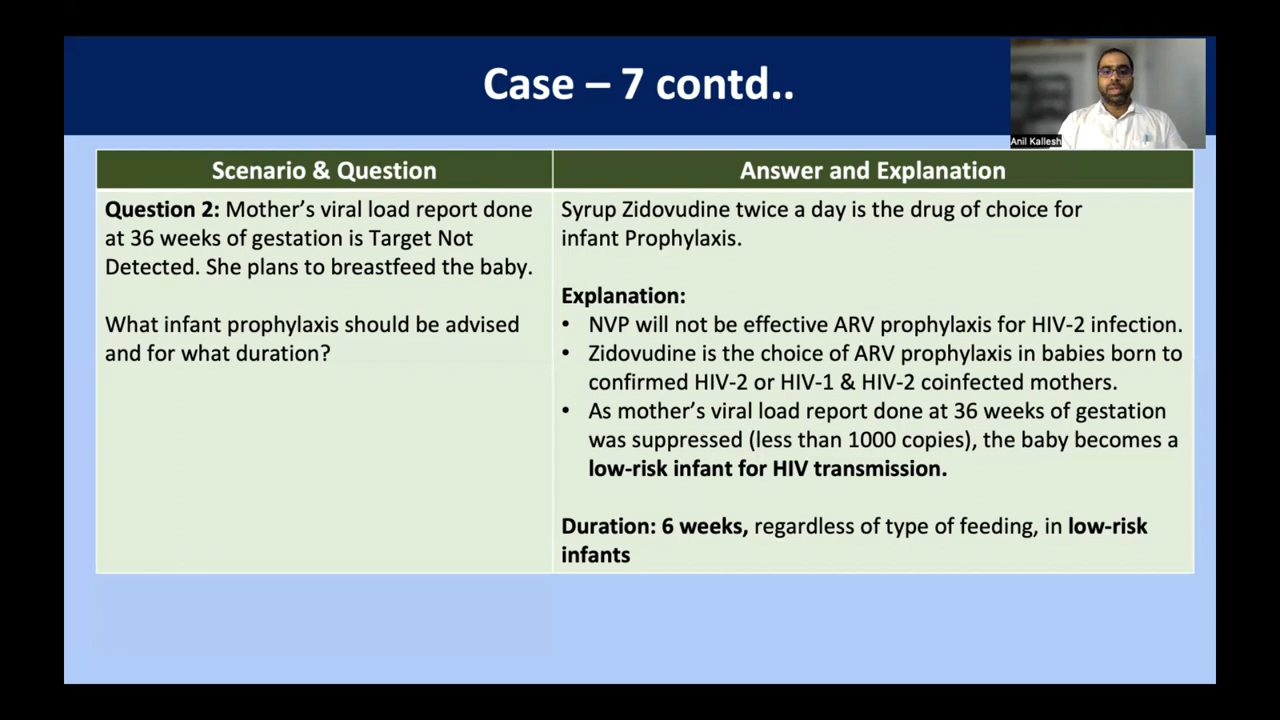 Case – 7 contd..
Anil Kallesh
Scenario & Question
Question 2: Mother’s viral load report done
at 36 weeks of gestation is Target Not
Detected. She plans to breastfeed the baby.
What infant prophylaxis should be advised
and for what duration?
Answer and Explanation
Syrup Zidovudine twice a day is the drug of choice for
infant Prophylaxis.
Explanation:
• NVP will not be effective ARV prophylaxis for HIV-2 infection.
• Zidovudine is the choice of ARV prophylaxis in babies born to
confirmed HIV-2 or HIV-1 & HIV-2 coinfected mothers.
• As mother’s viral load report done at 36 weeks of gestation
was suppressed (less than 1000 copies), the baby becomes a
low-risk infant for HIV transmission.
Duration: 6 weeks, regardless of type of feeding, in low-risk
infants